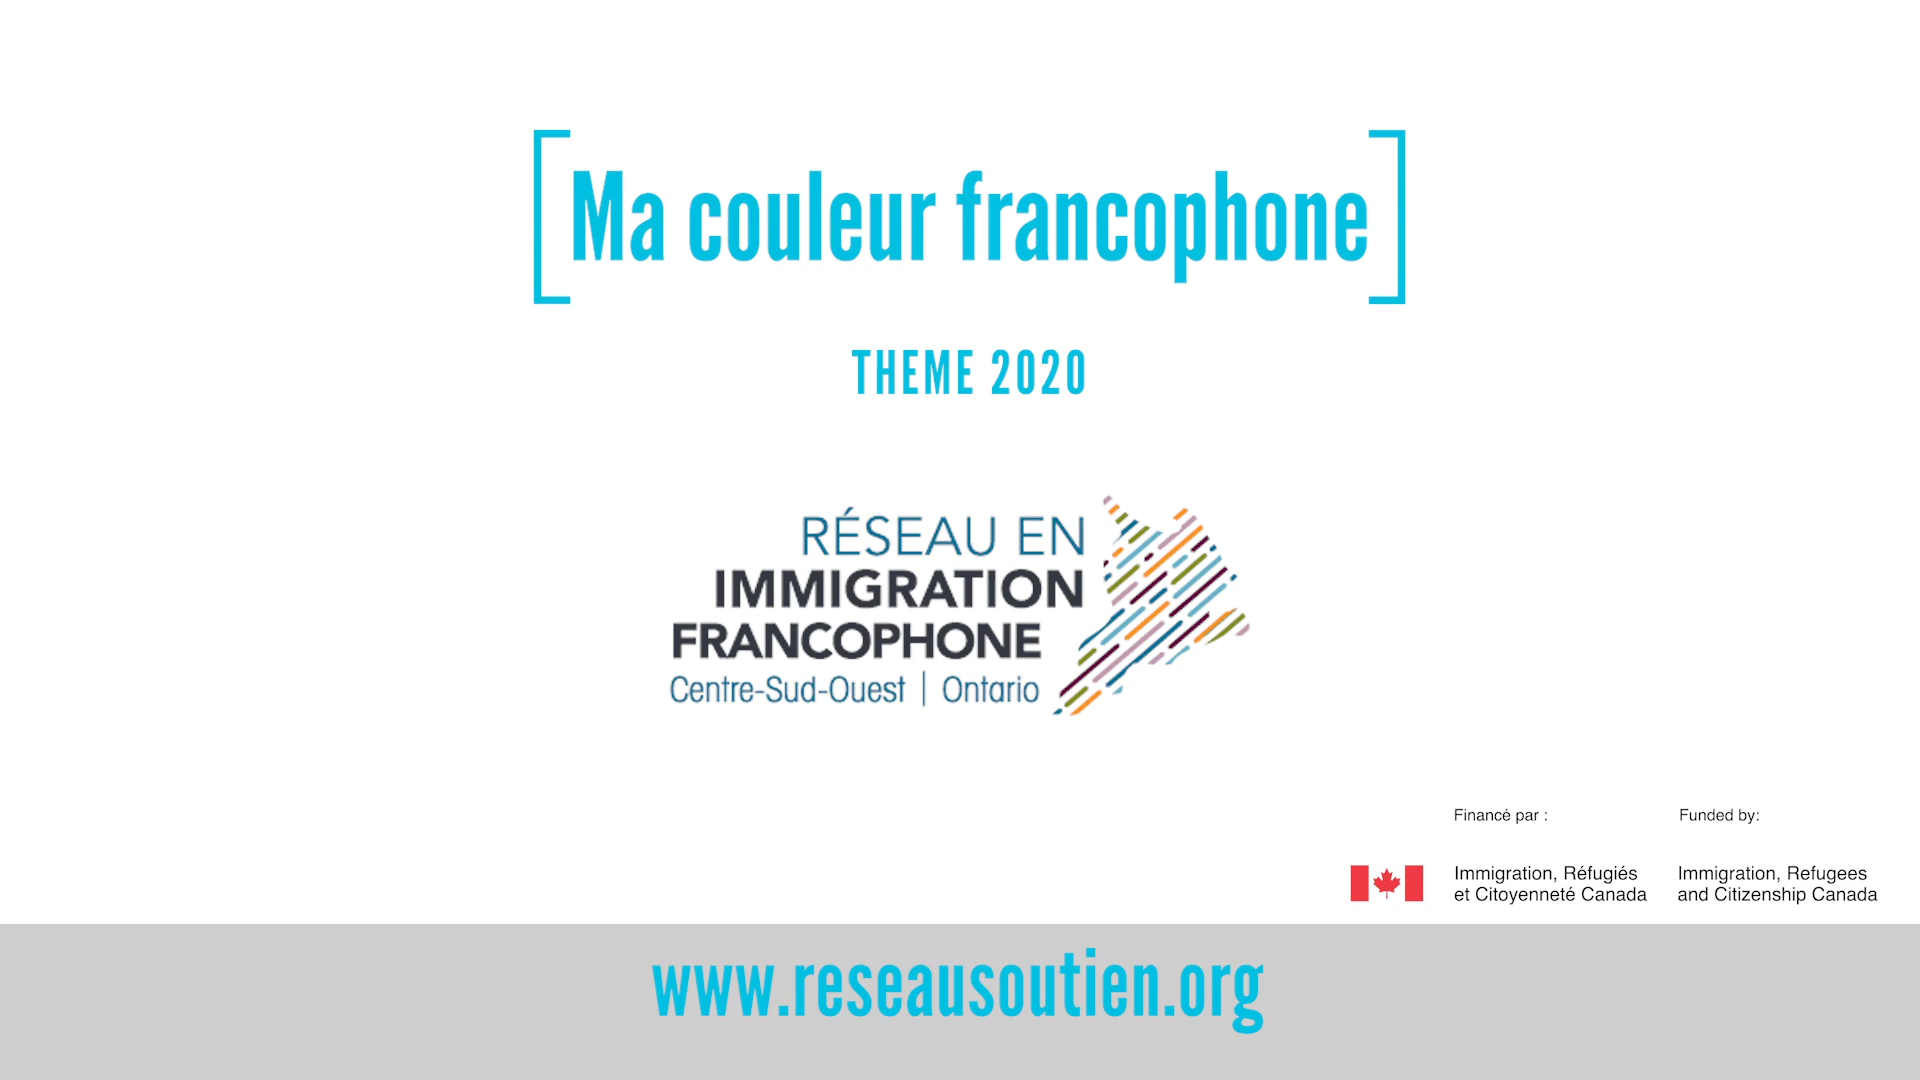 [Ma couleur francophone]
THEME 2020
RÉSEAU EN
IMMIGRATION
FRANCOPHONE
Centre-Sud-Ouest | Ontario
Financé par :
Immigration, Réfugiés
et Citoyenneté Canada
Funded by:
Immigration, Refugees
and Citizenship Canada
www.reseausoutien.org